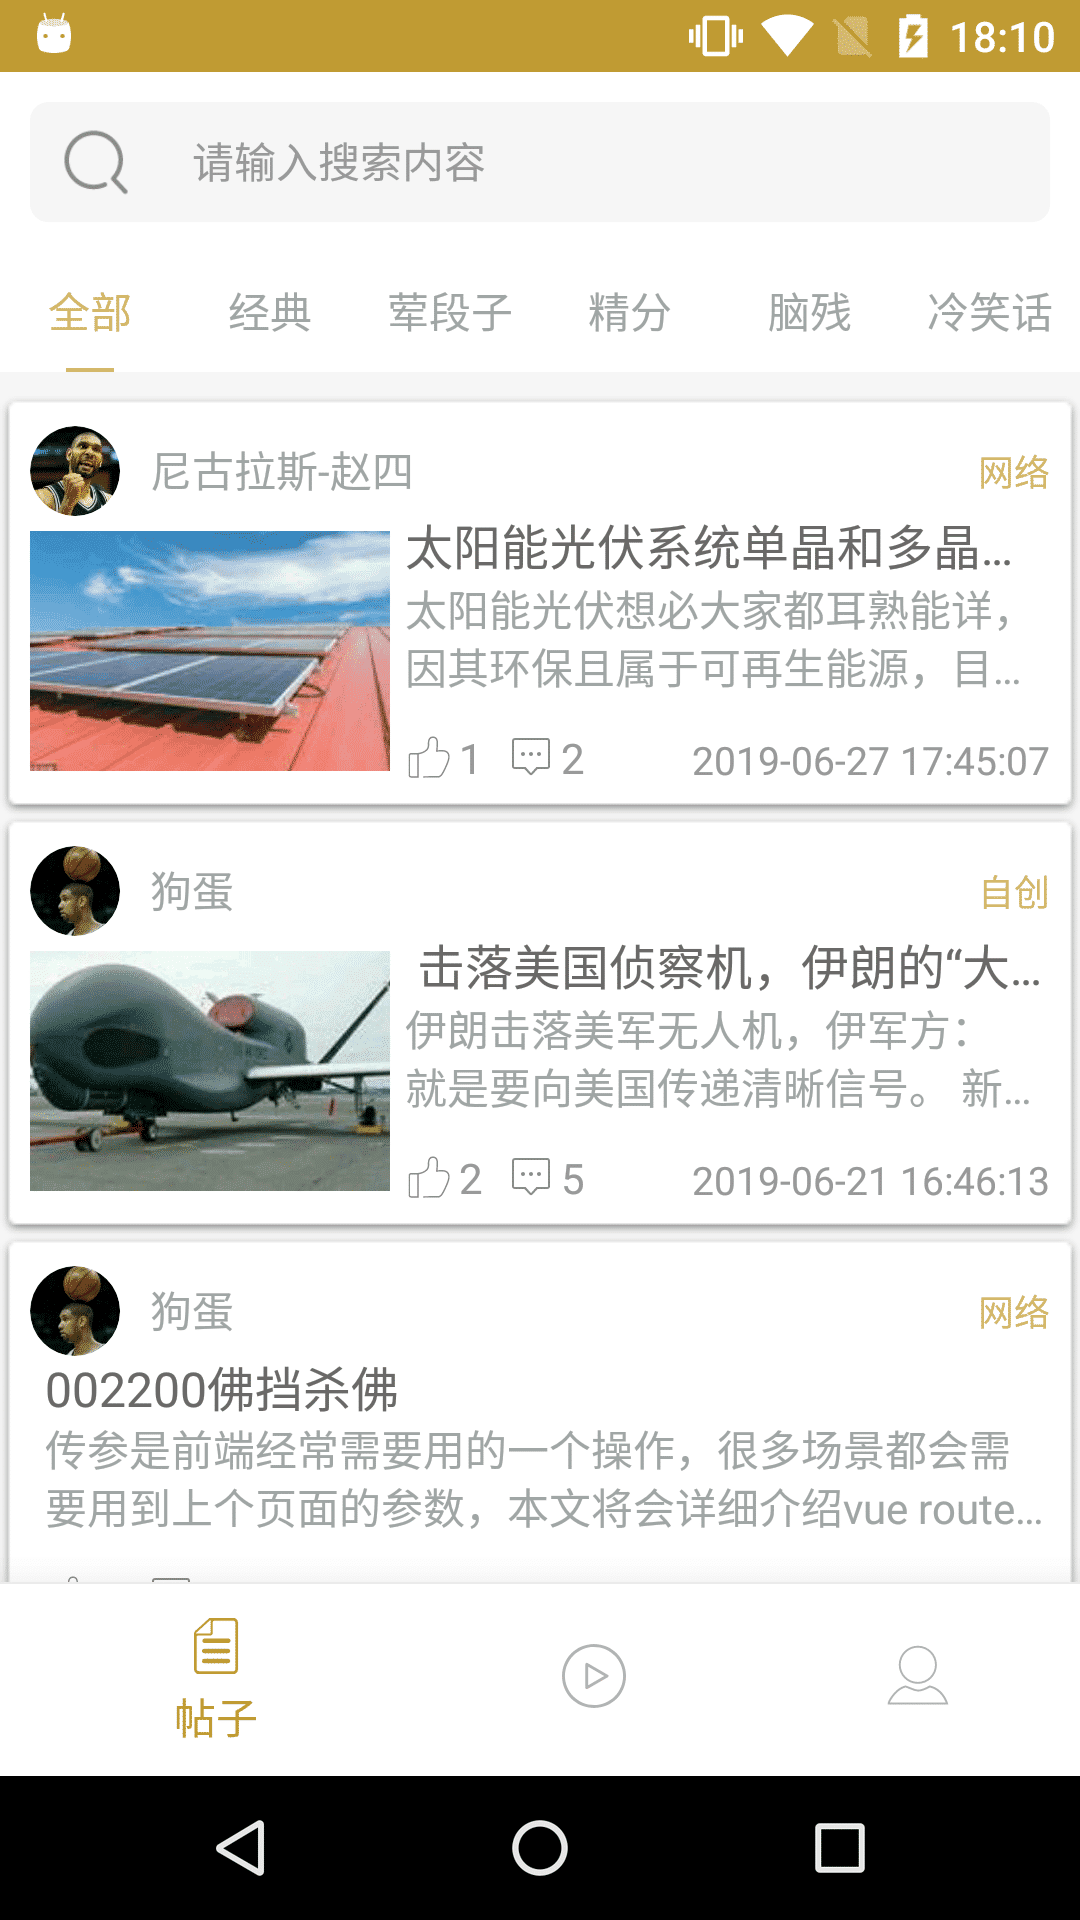 18:10
请输入搜索内容
全部 经典 荤段子 精分 脑残 冷笑话
尼古拉斯-赵四 网络
太阳能光伏系统单晶和多晶...
太阳能光伏想必大家都耳熟能详，
因其环保且属于可再生能源，目...
1 2 2019-06-27 17:45:07
狗蛋 自创
击落美国侦察机，伊朗的“大...
伊朗击落美军无人机，伊军方：
就是要向美国传递清晰信号。 新...
2 5 2019-06-21 16:46:13
狗蛋 网络
002200佛挡杀佛
传参是前端经常需要用的一个操作，很多场景都会需
要用到上个页面的参数，本文将会详细介绍vue route...
帖子